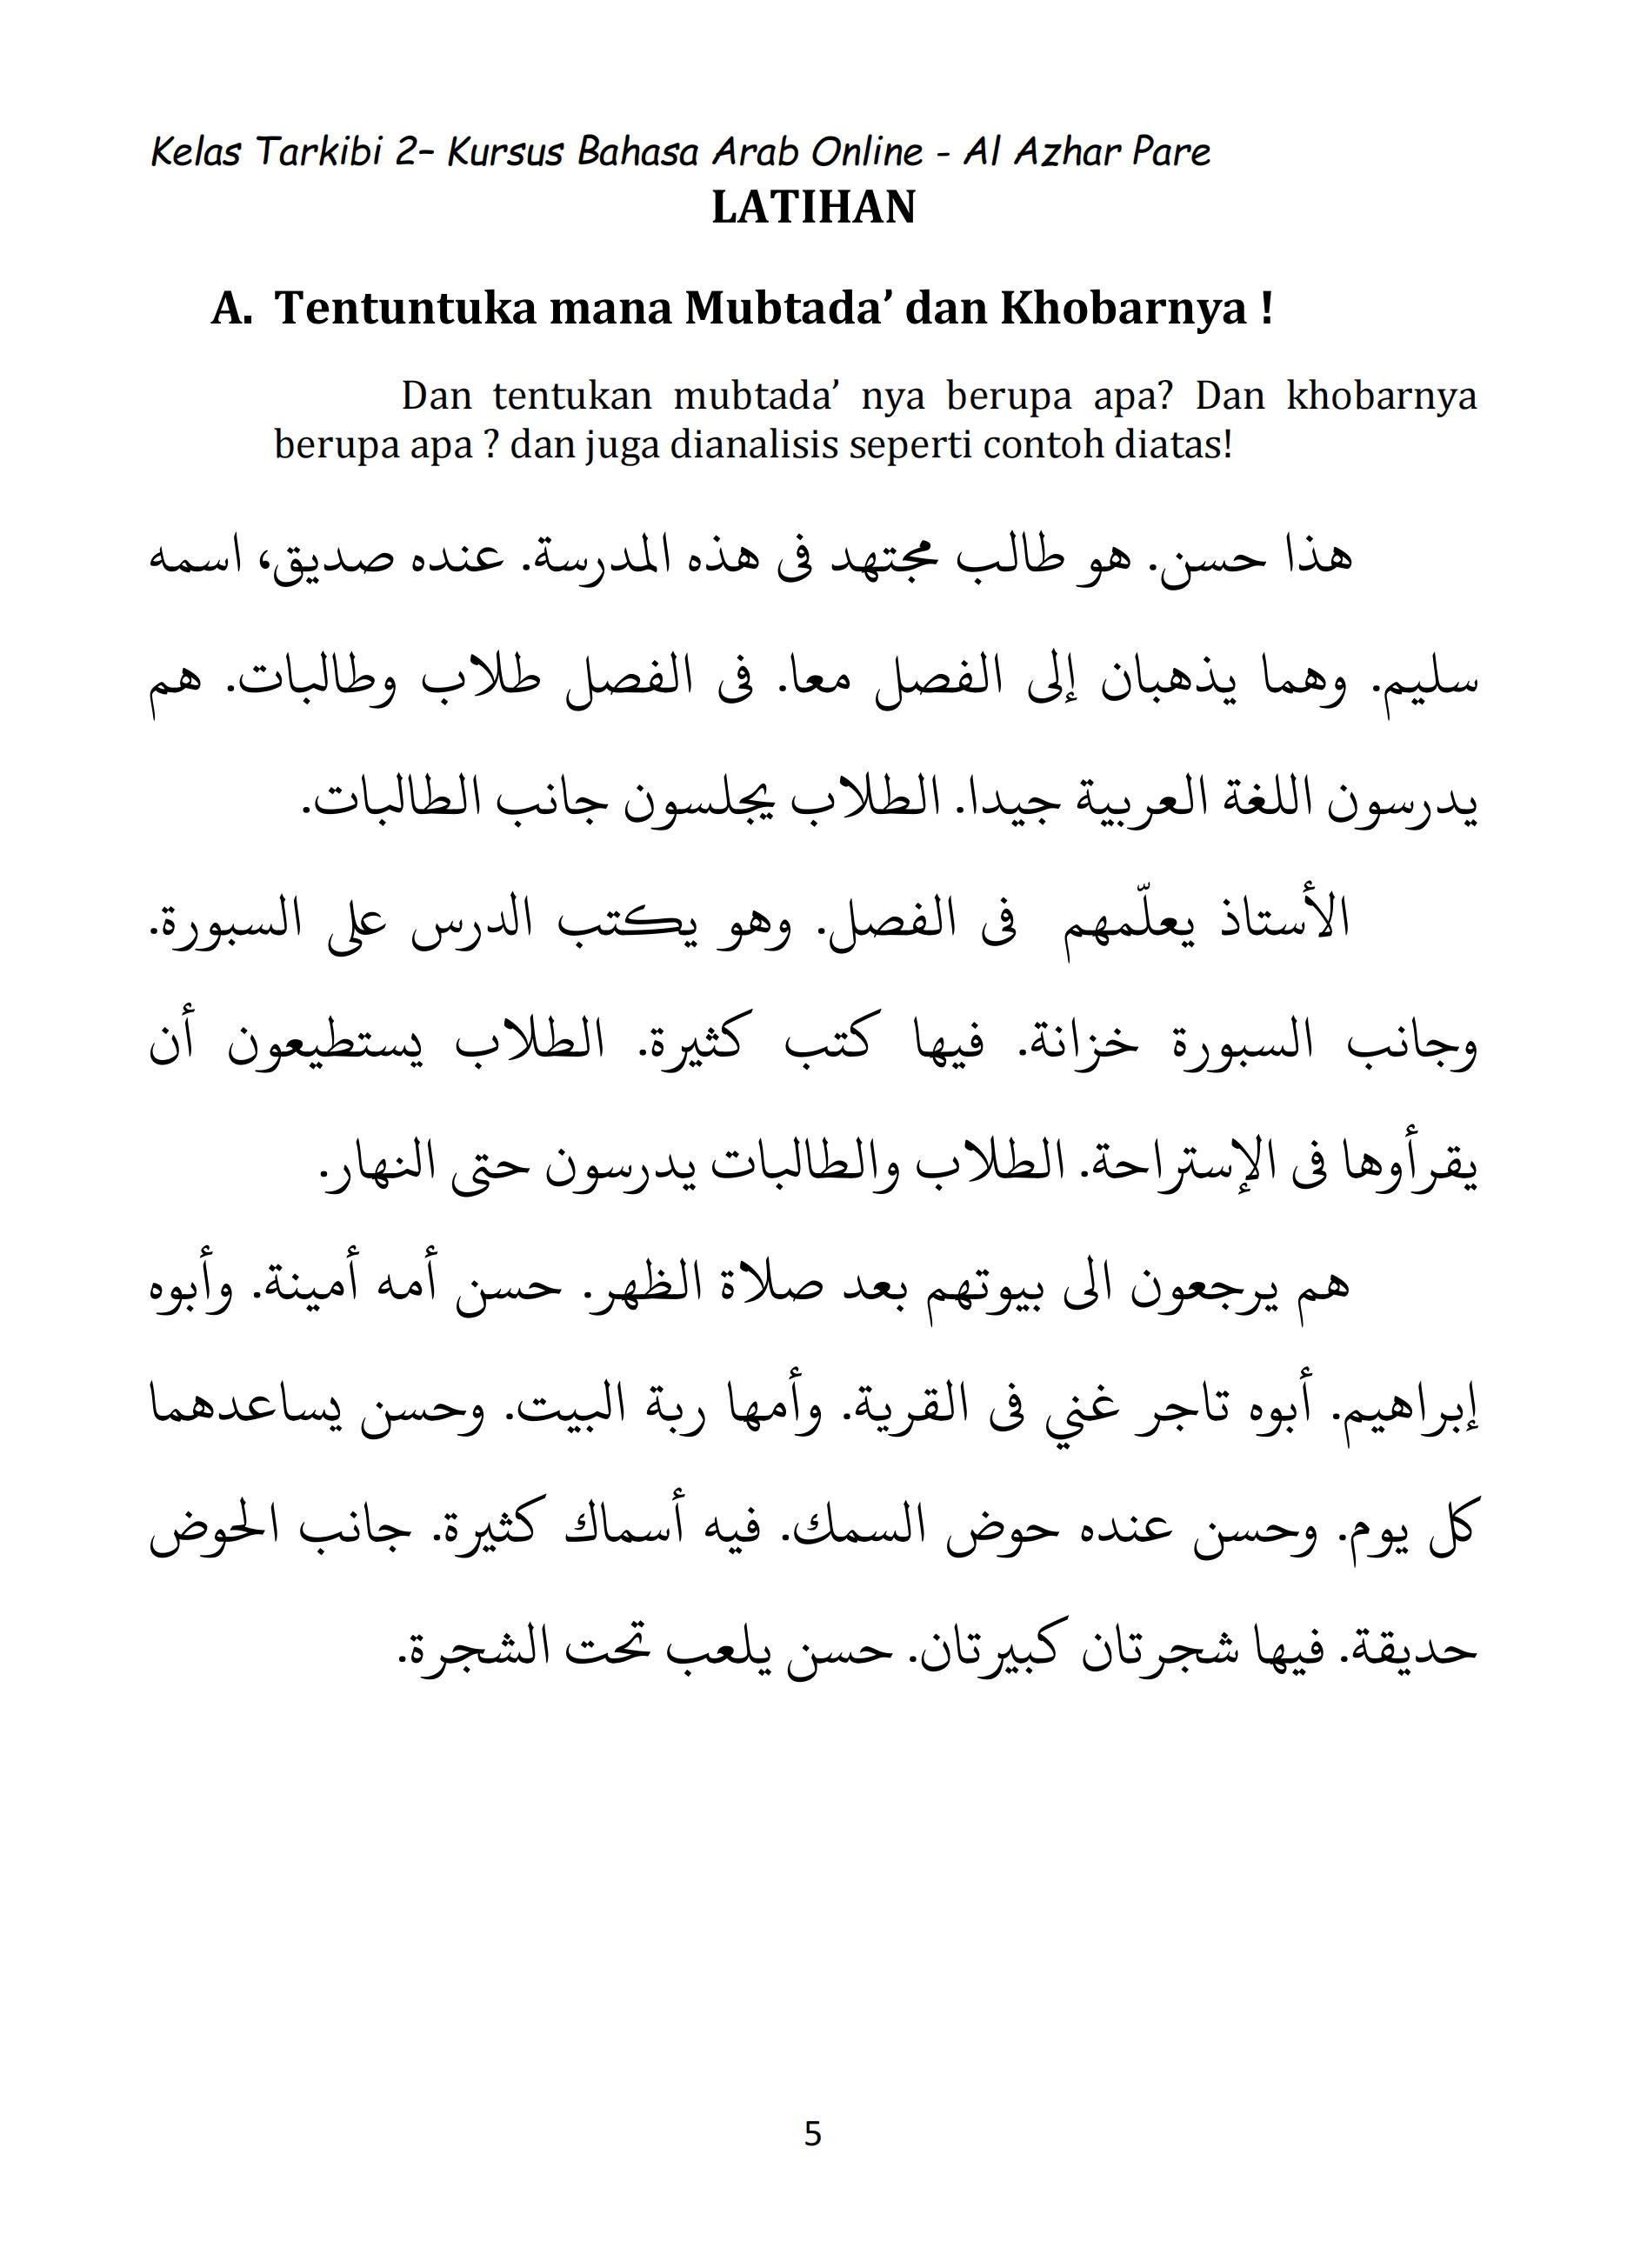 Kelas Tarkibi 2– Kursus Bahasa Arab Online - Al Azhar Pare
LATIHAN
A. Tentuntuka mana Mubtada’ dan Khobarnya !
Dan tentukan mubtada’ nya berupa apa? Dan khobarnya
berupa apa ? dan juga dianalisis seperti contoh diatas!
هذا حسن. هو طالب مجتهد فى هذه المدرسة. عنده صديق، اسمه
سليم. وهما يذهبان إلى الفصل معا. فى الفصل طلاب وطالبات. هم
يدرسون اللغة العربية جيدا. الطلاب يجلسون جانب الطالبات.
الأستاذ يعلّمهم فى الفصل. وهو يكتب الدرس على السبورة.
وجانب السبورة خزانة. فيها كتب كثيرة. الطلاب يستطيعون أن
يقرأوها فى الإستراحة. الطلاب والطالبات يدرسون حتى النهار.
هم يرجعون الى بيوتهم بعد صلاة الظهر. حسن أمه أمينة. وأبوه
إبراهيم. أبوه تاجر غني فى القرية. وأمها ربة البيت. وحسن يساعدهما
كل يوم. وحسن عنده حوض السمك. فيه أسماك كثيرة. جانب الحوض
حديقة. فيها شجرتان كبيرتان. حسن يلعب تحت الشجرة.
5